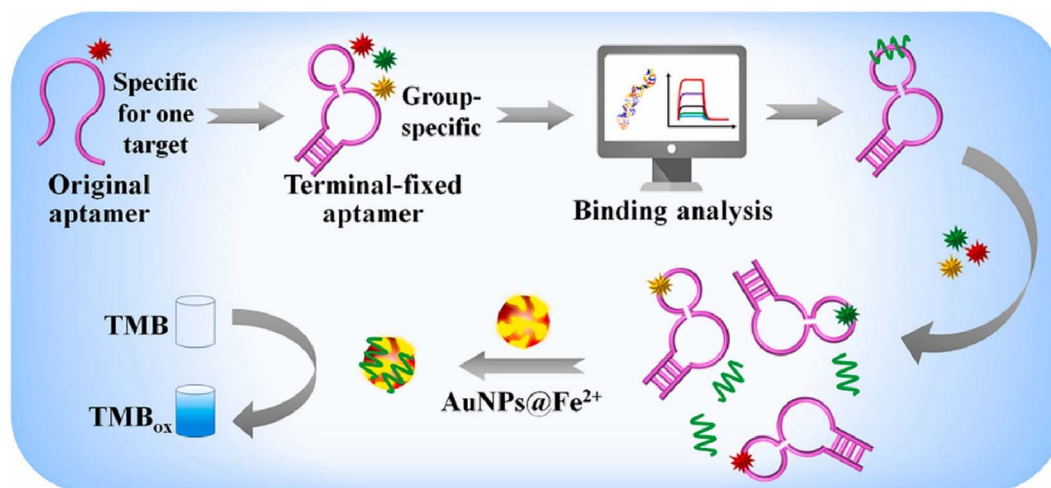 Specific
for one
target
Original
aptamer
Group-
specific
Terminal-fixed
aptamer
Binding analysis
TMB
TMBox
AuNPs@Fe²⁺